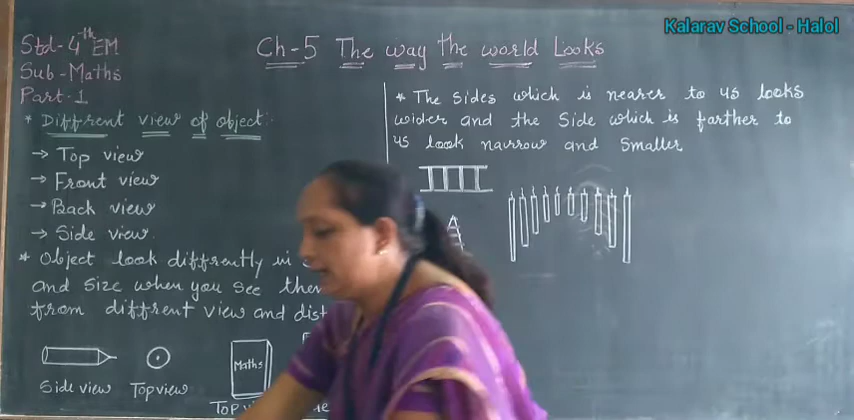 Kalarav School - Halol
Std-4th EM
Sub-Maths
Part-1
Ch-5 The way the world Looks
* Different view of object:-
→ Top view
→ Front view
→ Back view
→ Side view.
* Object look differently in
and size when you see
from different view and
Side view
Top view
Maths
* The sides which is nearer to us looks
wider and the side which is farther to
us look narrow and smaller